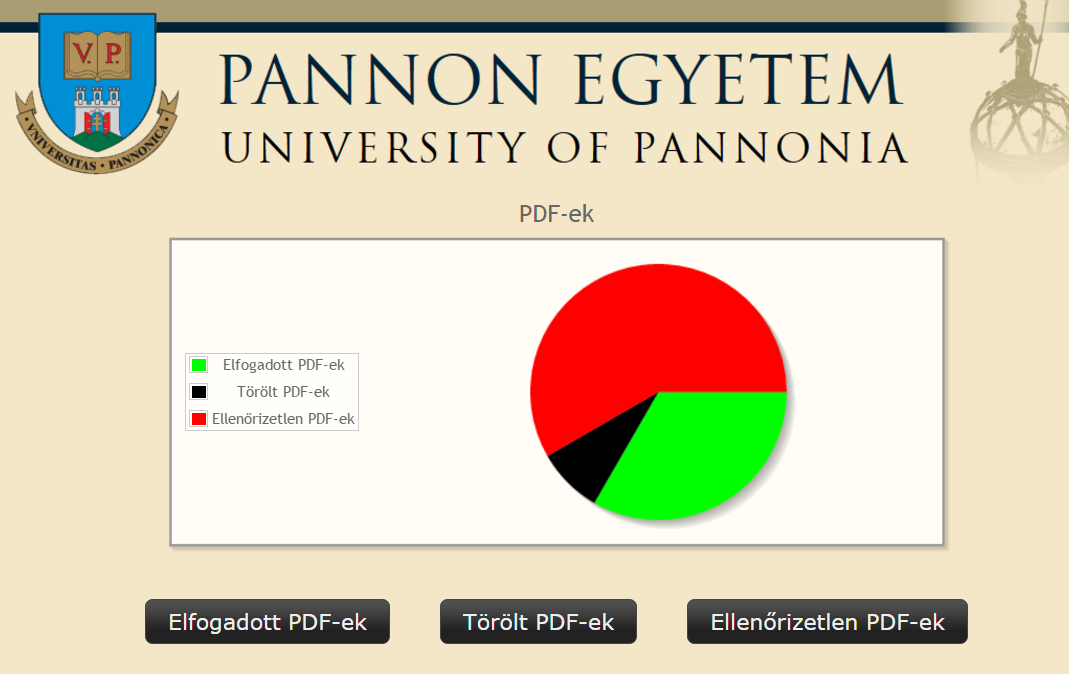 V. P.
VNIVERSITAS • PANNONICA
PANNON EGYETEM
UNIVERSITY OF PANNONIA
PDF-ek
Elfogadott PDF-ek
Törölt PDF-ek
Ellenőrizetlen PDF-ek
Elfogadott PDF-ek
Törölt PDF-ek
Ellenőrizetlen PDF-ek